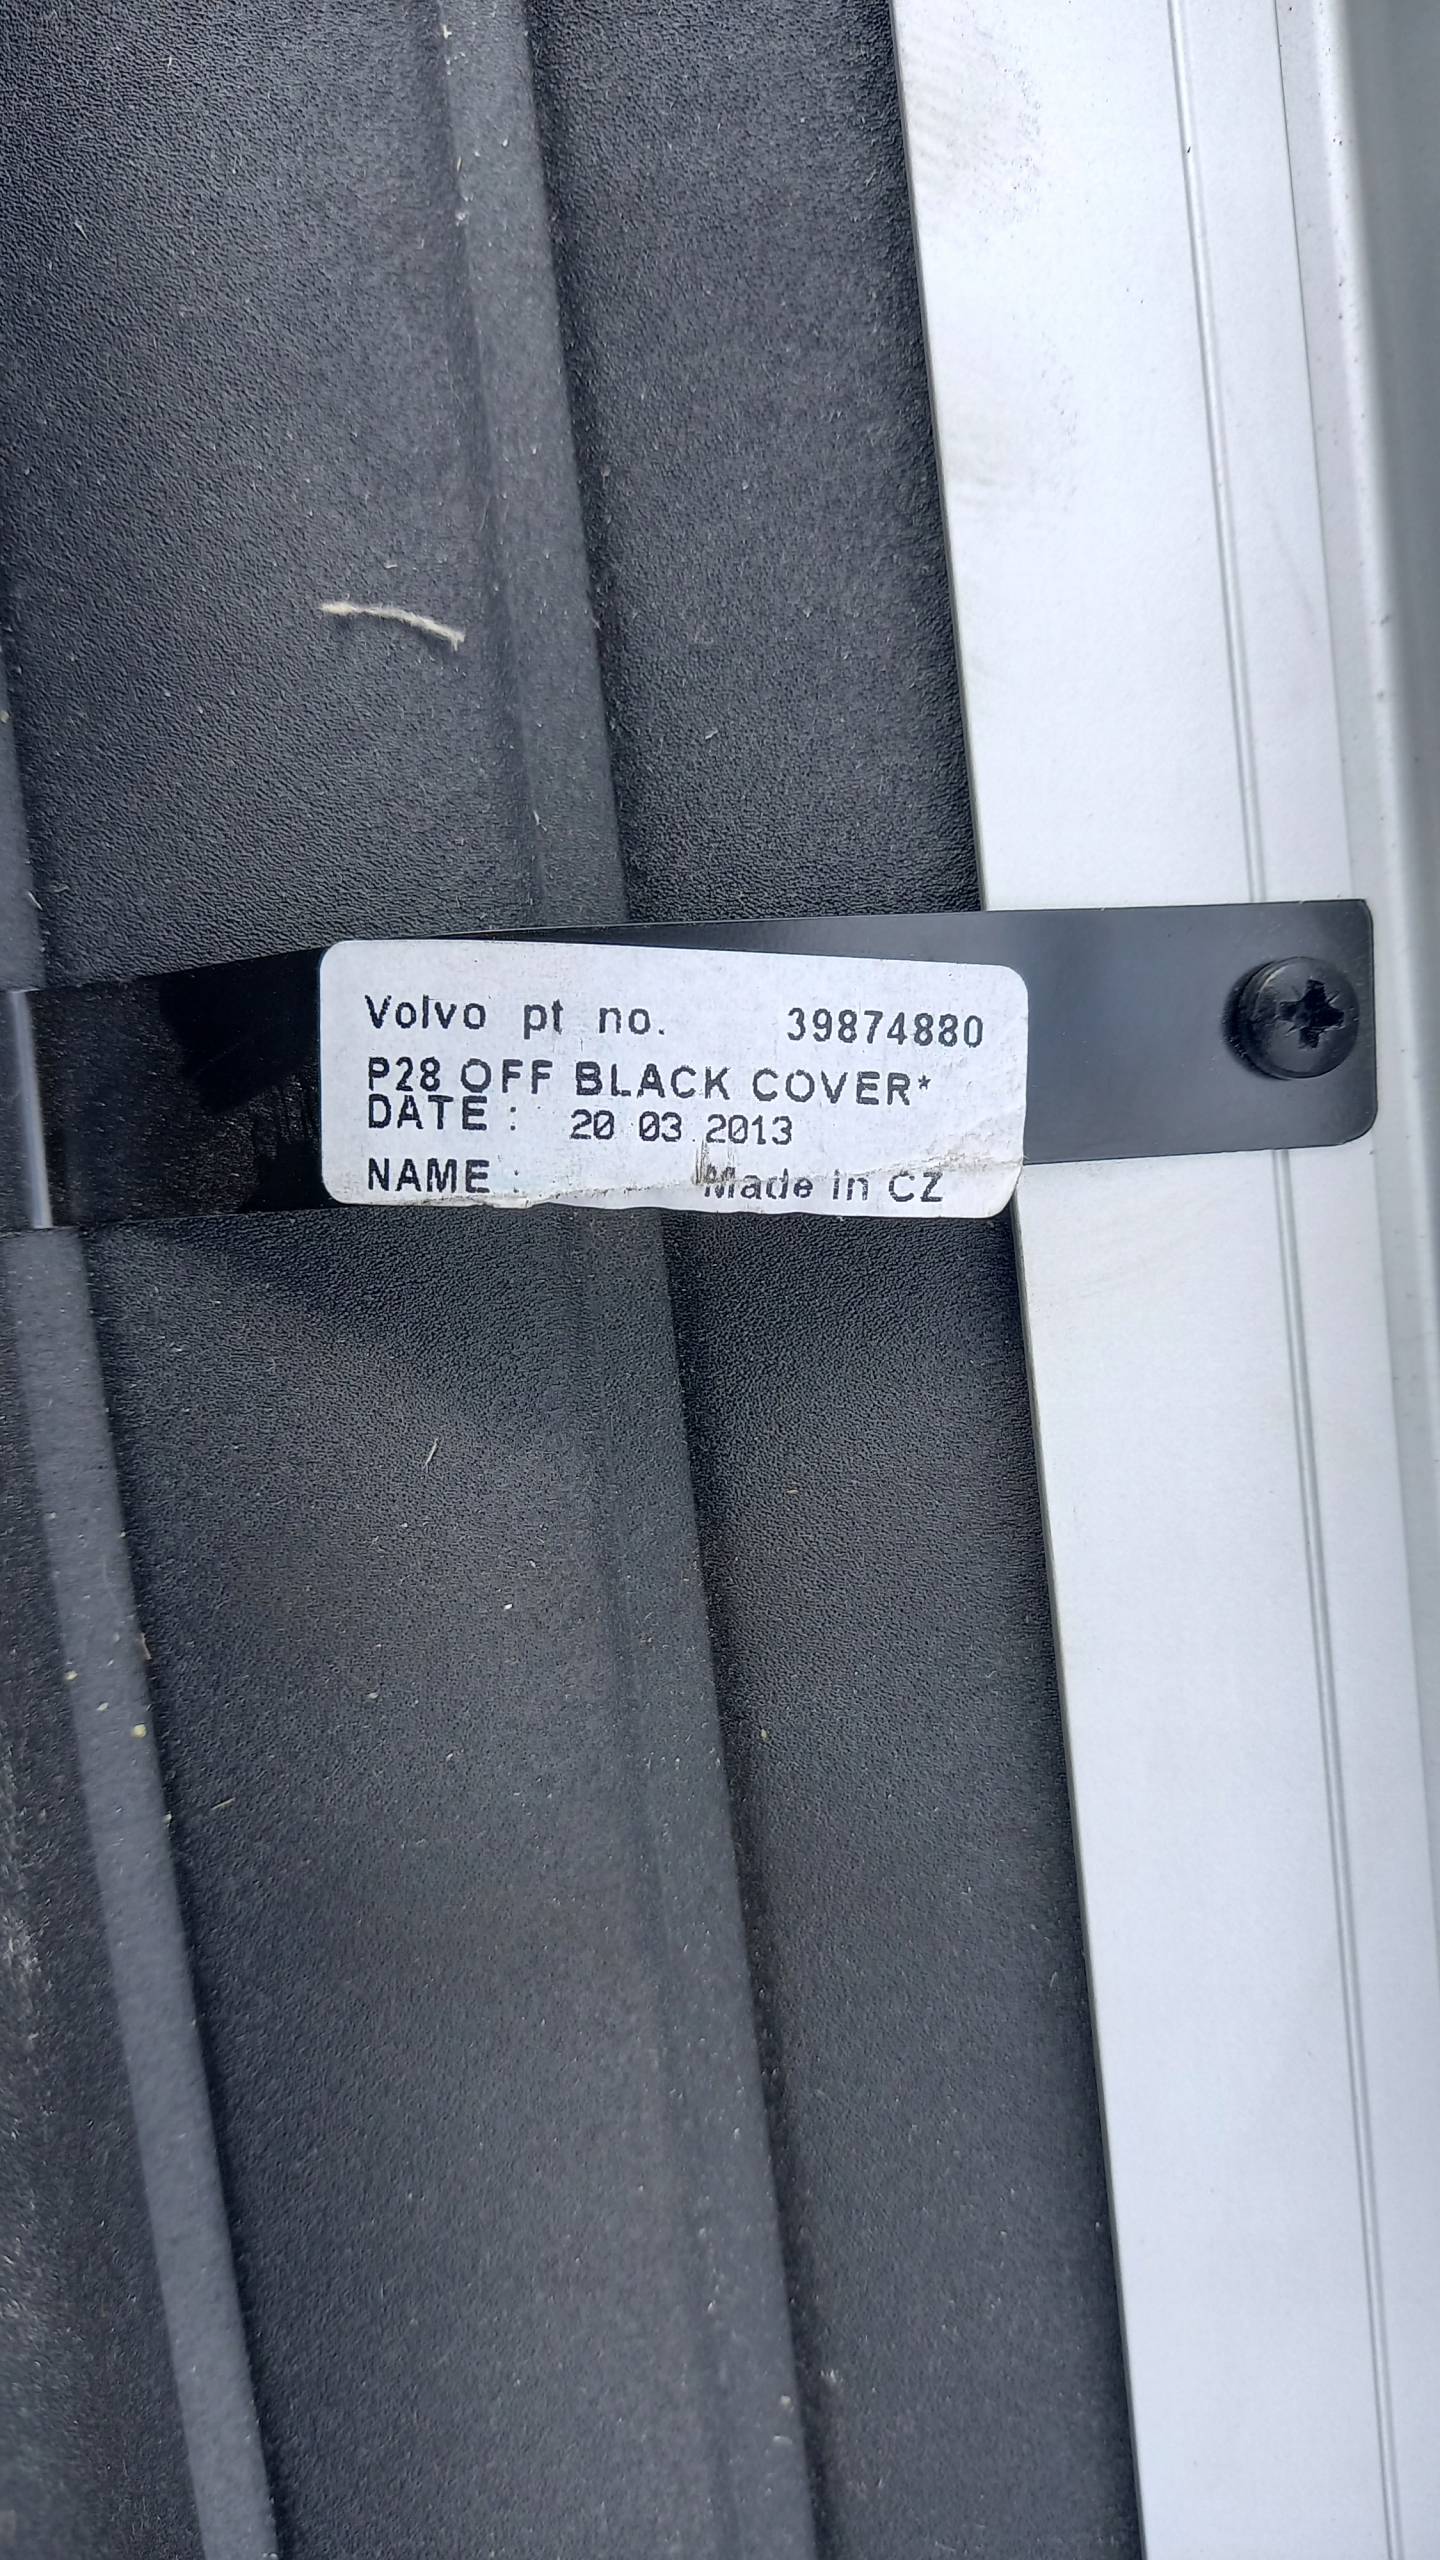 Volvo pt no. 39874880
P28 OFF BLACK COVER*
DATE : 20 03 2013
NAME : Made in CZ